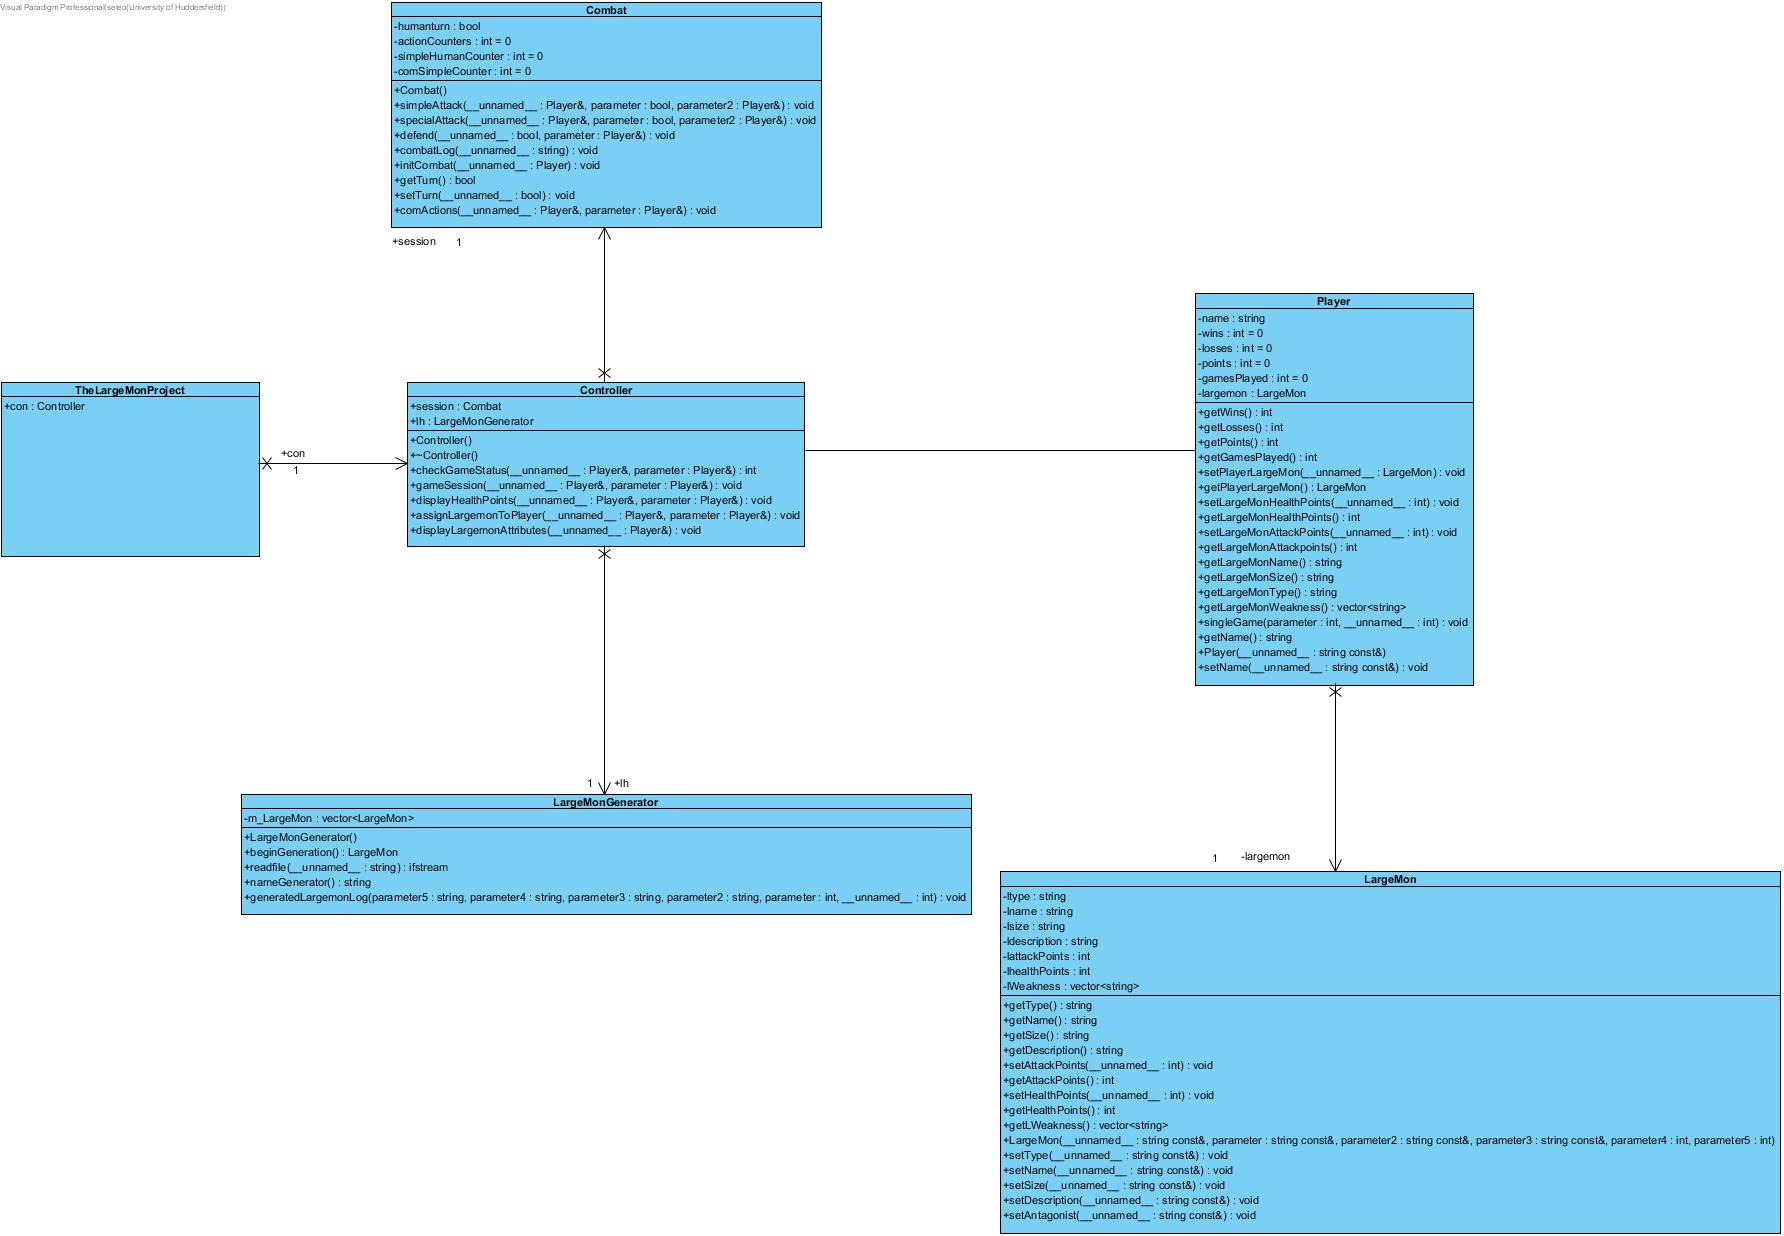 Visual Paradigm Professional(seleo(University of Huddersfield))
Combat
-humanturn : bool
-actionCounters : int = 0
-simpleHumanCounter : int = 0
-comSimpleCounter : int = 0
+Combat()
+simpleAttack(__unnamed__ : Player&, parameter : bool, parameter2 : Player&) : void
+specialAttack(__unnamed__ : Player&, parameter : bool, parameter2 : Player&) : void
+defend(__unnamed__ : bool, parameter : Player&) : void
+combatLog(__unnamed__ : string) : void
+initCombat(__unnamed__ : Player) : void
+getTurn() : bool
+setTurn(__unnamed__ : bool) : void
+comActions(__unnamed__ : Player&, parameter : Player&) : void
+session 1
TheLargeMonProject
+con : Controller
+con
1
Controller
+session : Combat
+lh : LargeMonGenerator
+Controller()
+~Controller()
+checkGameStatus(__unnamed__ : Player&, parameter : Player&) : int
+gameSession(__unnamed__ : Player&, parameter : Player&) : void
+displayHealthPoints(__unnamed__ : Player&, parameter : Player&) : void
+assignLargemonToPlayer(__unnamed__ : Player&, parameter : Player&) : void
+displayLargemonAttributes(__unnamed__ : Player&) : void
Player
-name : string
-wins : int = 0
-losses : int = 0
-points : int = 0
-gamesPlayed : int = 0
-largemon : LargeMon
+getWins() : int
+getLosses() : int
+getPoints() : int
+getGamesPlayed() : int
+setPlayerLargeMon(__unnamed__ : LargeMon) : void
+getPlayerLargeMon() : LargeMon
+setLargeMonHealthPoints(__unnamed__ : int) : void
+getLargeMonHealthPoints() : int
+setLargeMonAttackPoints(__unnamed__ : int) : void
+getLargeMonAttackpoints() : int
+getLargeMonName() : string
+getLargeMonSize() : string
+getLargeMonType() : string
+getLargeMonWeakness() : vector<string>
+singleGame(parameter : int, __unnamed__ : int) : void
+getName() : string
+Player(__unnamed__ : string const&)
+setName(__unnamed__ : string const&) : void
1 +lh
LargeMonGenerator
-m_LargeMon : vector<LargeMon>
+LargeMonGenerator()
+beginGeneration() : LargeMon
+readfile(__unnamed__ : string) : ifstream
+nameGenerator() : string
+generatedLargemonLog(parameter5 : string, parameter4 : string, parameter3 : string, parameter2 : string, parameter : int, __unnamed__ : int) : void
1 -largemon
LargeMon
-ltype : string
-lname : string
-lsize : string
-ldescription : string
-lattackPoints : int
-lhealthPoints : int
-lWeakness : vector<string>
+getType() : string
+getName() : string
+getSize() : string
+getDescription() : string
+setAttackPoints(__unnamed__ : int) : void
+getAttackPoints() : int
+setHealthPoints(__unnamed__ : int) : void
+getHealthPoints() : int
+getLWeakness() : vector<string>
+LargeMon(__unnamed__ : string const&, parameter : string const&, parameter2 : string const&, parameter3 : string const&, parameter4 : int, parameter5 : int)
+setType(__unnamed__ : string const&) : void
+setName(__unnamed__ : string const&) : void
+setSize(__unnamed__ : string const&) : void
+setDescription(__unnamed__ : string const&) : void
+setAntagonist(__unnamed__ : string const&) : void